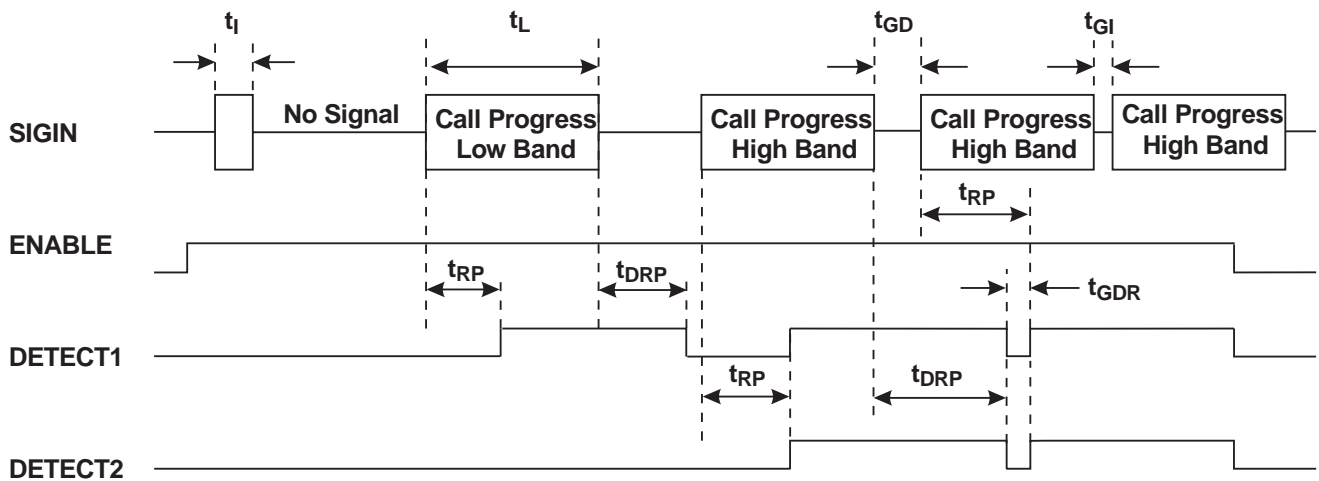 tI
tL
tGD
tGI
SIGIN
No Signal
Call Progress
Low Band
Call Progress
High Band
Call Progress
High Band
Call Progress
High Band
tRP
ENABLE
tRP
tDRP
tGDR
DETECT1
tRP
tDRP
DETECT2